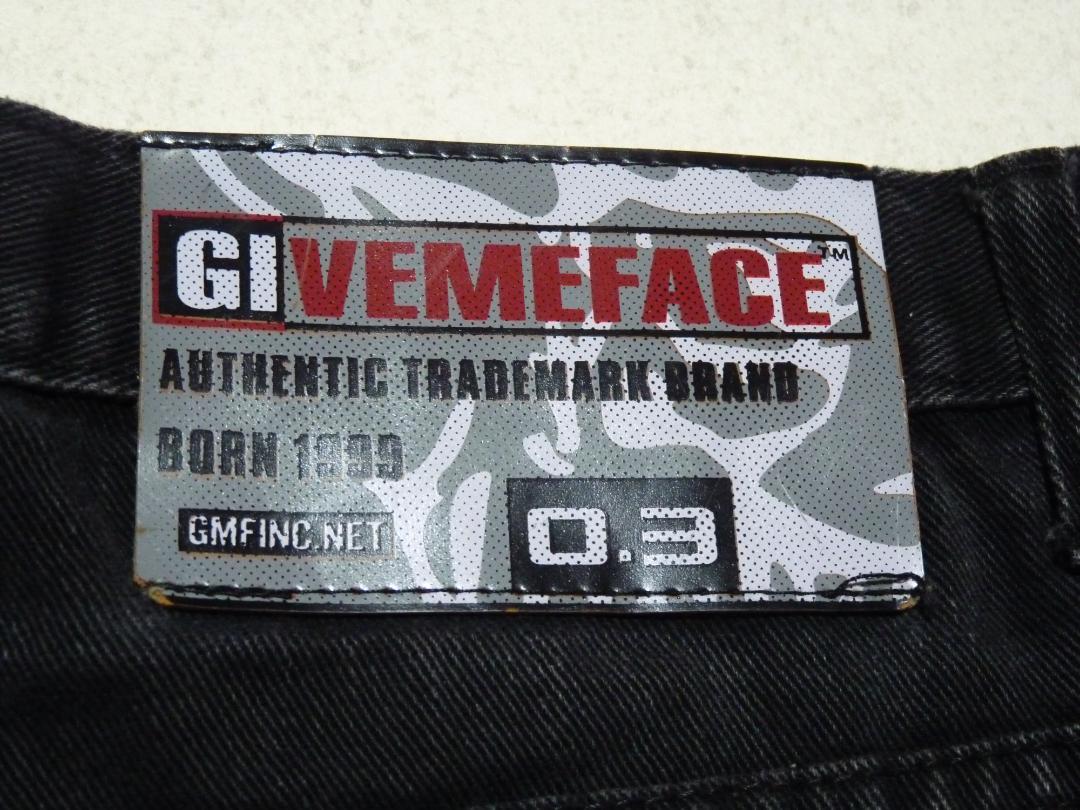 GIVEMEFACE™
AUTHENTIC TRADEMARK BRAND
BORN 1999
GMFINC.NET
0.3